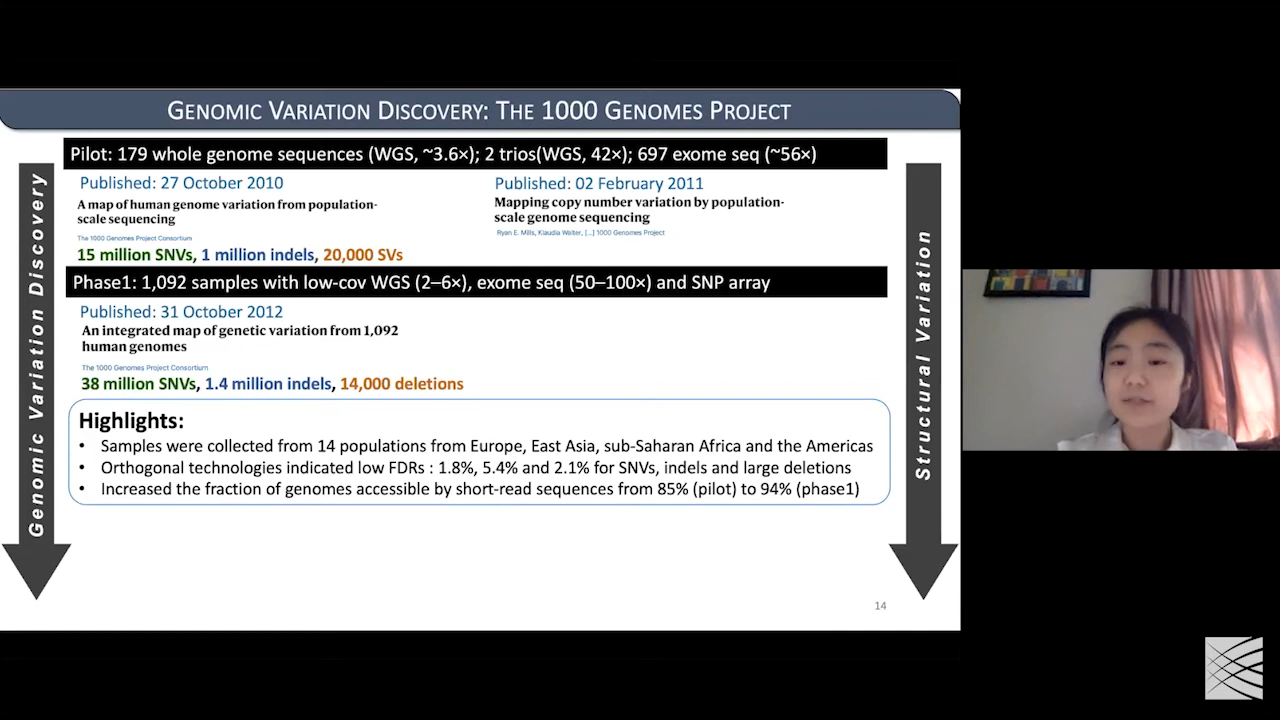 GENOMIC VARIATION DISCOVERY: THE 1000 GENOMES PROJECT
Pilot: 179 whole genome sequences (WGS, ~3.6×); 2 trios(WGS, 42×); 697 exome seq (~56×)
Published: 27 October 2010
A map of human genome variation from population-
scale sequencing
The 1000 Genomes Project Consortium
15 million SNVs, 1 million indels, 20,000 SVs
Published: 02 February 2011
Mapping copy number variation by population-
scale genome sequencing
Ryan E. Mills, Klaudia Walter, [...] 1000 Genomes Project
Phase1: 1,092 samples with low-cov WGS (2–6×), exome seq (50–100×) and SNP array
Published: 31 October 2012
An integrated map of genetic variation from 1,092
human genomes
The 1000 Genomes Project Consortium
38 million SNVs, 1.4 million indels, 14,000 deletions
Highlights:
• Samples were collected from 14 populations from Europe, East Asia, sub-Saharan Africa and the Americas
• Orthogonal technologies indicated low FDRs : 1.8%, 5.4% and 2.1% for SNVs, indels and large deletions
• Increased the fraction of genomes accessible by short-read sequences from 85% (pilot) to 94% (phase1)
Genomic Variation Discovery
Structural Variation
14